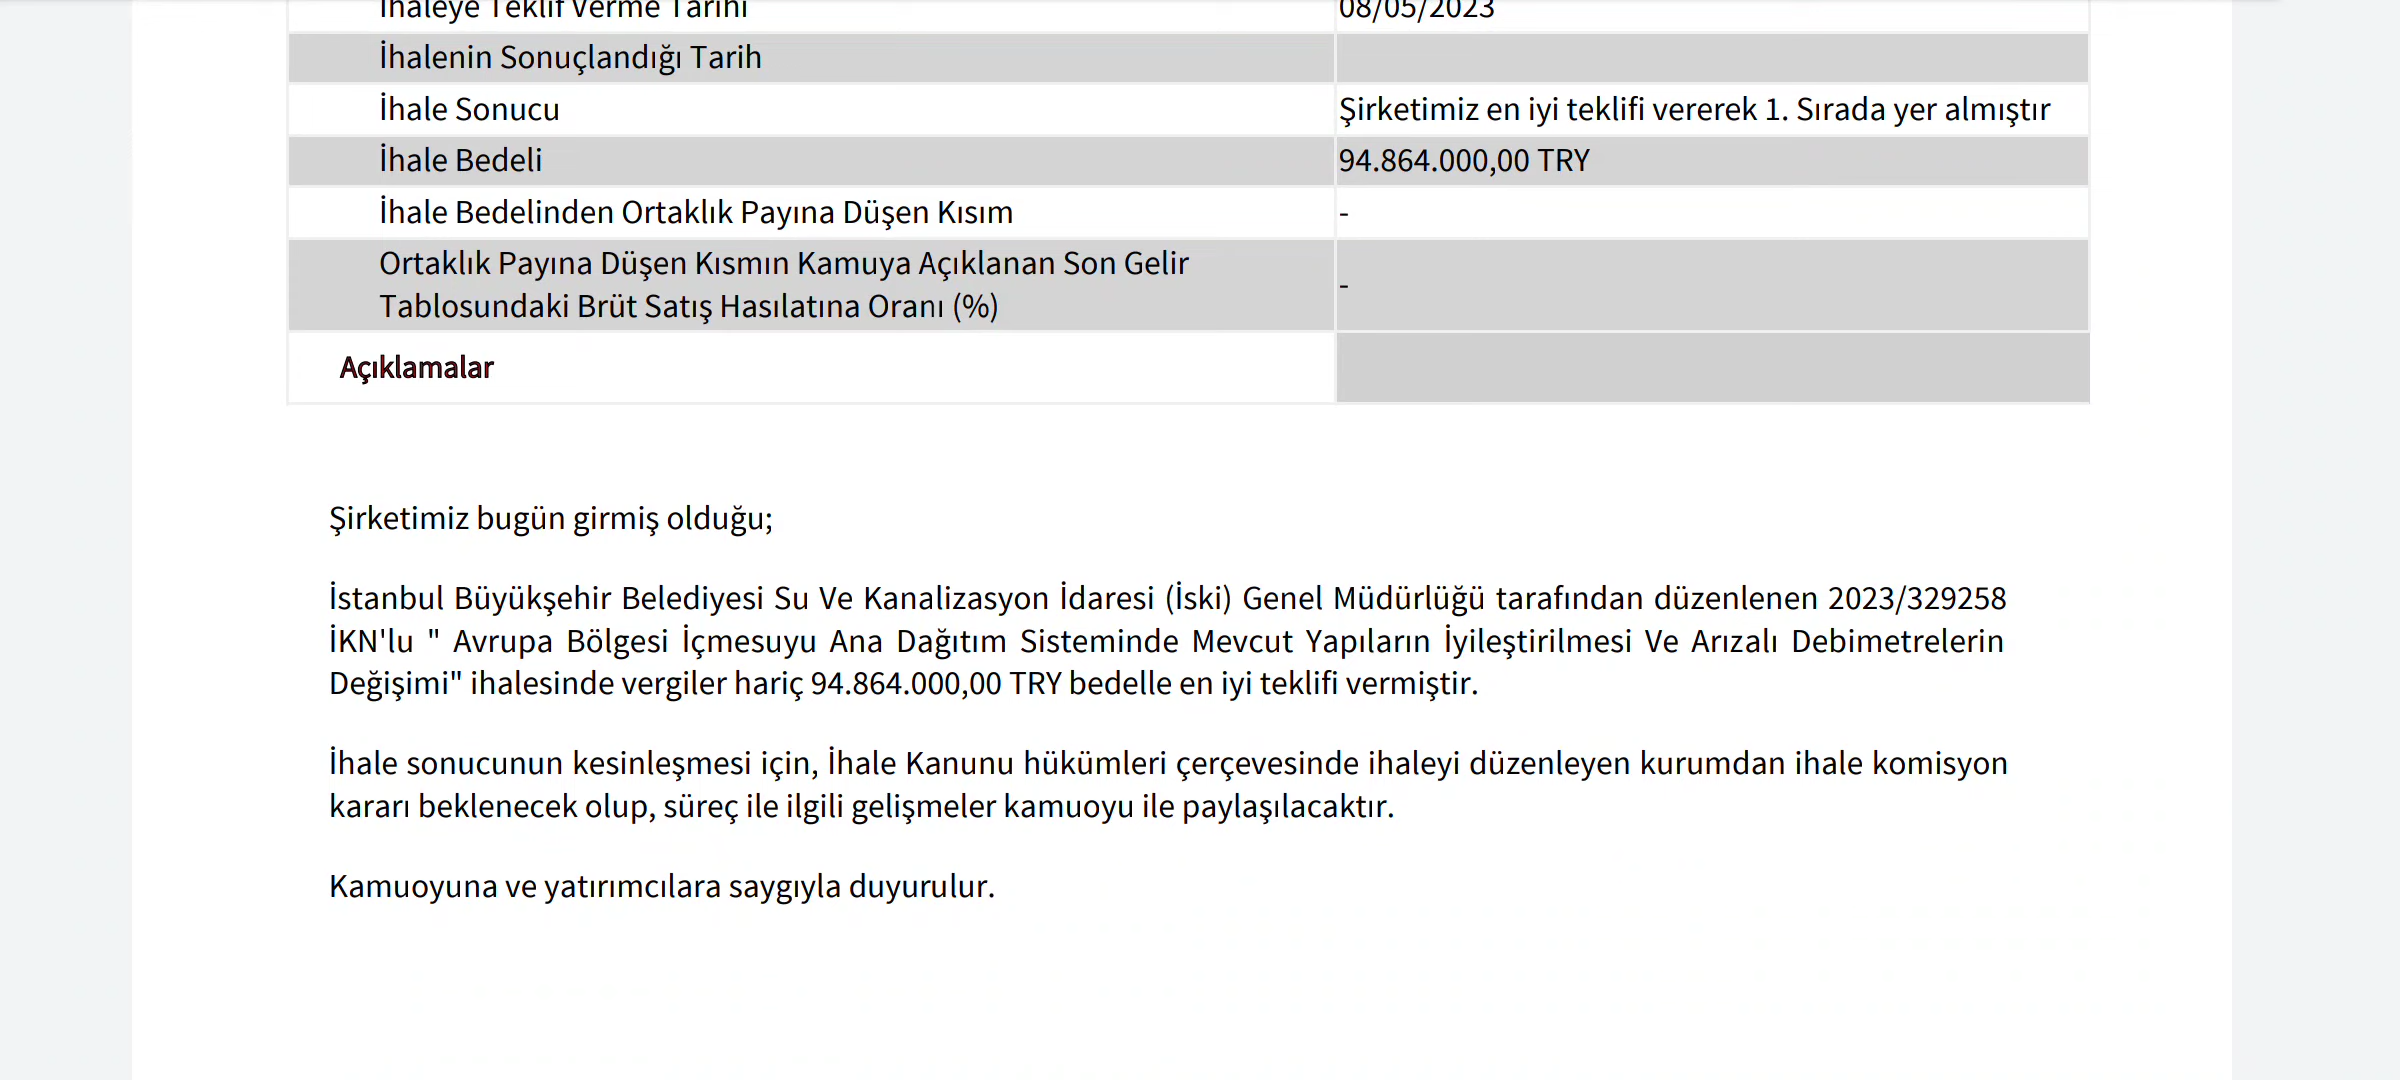 İhaleye Teklif Verme Tarihi 08/05/2023
İhalenin Sonuçlandığı Tarih
İhale Sonucu Şirketimiz en iyi teklifi vererek 1. Sırada yer almıştır
İhale Bedeli 94.864.000,00 TRY
İhale Bedelinden Ortaklık Payına Düşen Kısım -
Ortaklık Payına Düşen Kısmın Kamuya Açıklanan Son Gelir
Tablosundaki Brüt Satış Hasılatına Oranı (%) -
Açıklamalar
Şirketimiz bugün girmiş olduğu;
İstanbul Büyükşehir Belediyesi Su Ve Kanalizasyon İdaresi (İski) Genel Müdürlüğü tarafından düzenlenen 2023/329258
İKN'lu " Avrupa Bölgesi İçmesuyu Ana Dağıtım Sisteminde Mevcut Yapıların İyileştirilmesi Ve Arızalı Debimetrelerin
Değişimi" ihalesinde vergiler hariç 94.864.000,00 TRY bedelle en iyi teklifi vermiştir.
İhale sonucunun kesinleşmesi için, İhale Kanunu hükümleri çerçevesinde ihaleyi düzenleyen kurumdan ihale komisyon
kararı beklenecek olup, süreç ile ilgili gelişmeler kamuoyu ile paylaşılacaktır.
Kamuoyuna ve yatırımcılara saygıyla duyurulur.